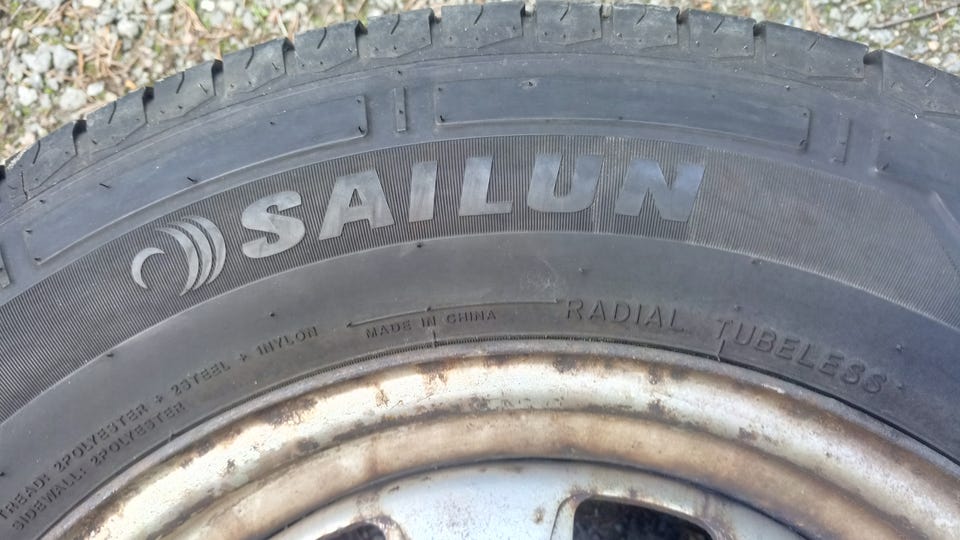 SAILUN
RADIAL TUBELESS
MADE IN CHINA
TREAD: 2POLYESTER + 2STEEL + 1NYLON
SIDEWALL: 2POLYESTER